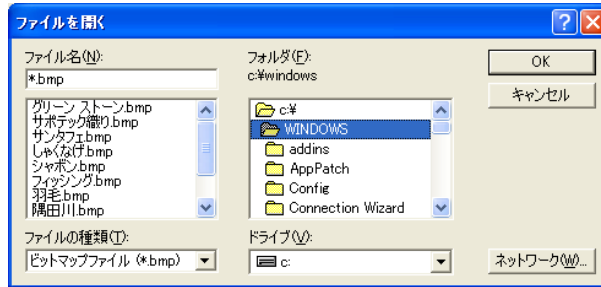 ファイルを開く
ファイル名(N):
*.bmp
グリーン ストーン.bmp
サポテック織り.bmp
サンタフェ.bmp
しゃくなげ.bmp
シャボン.bmp
フィッシング.bmp
羽毛.bmp
隅田川.bmp
ファイルの種類(T):
ビットマップファイル (*.bmp)
フォルダ(F):
c:¥windows
c:¥
WINDOWS
addins
AppPatch
Config
Connection Wizard
ドライブ(V):
c:
OK
キャンセル
ネットワーク(W)...